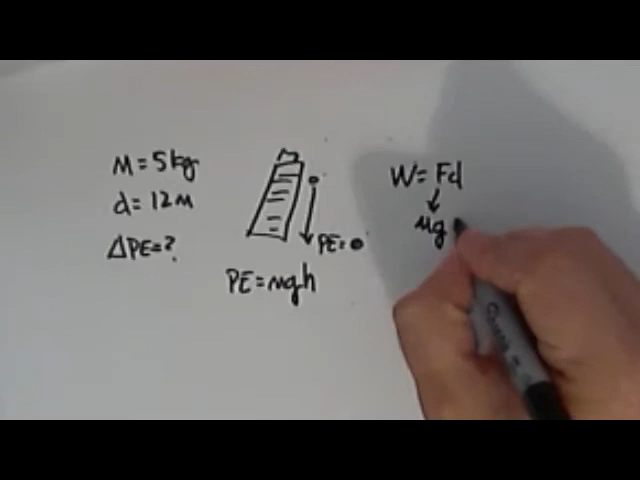 M = 5kg
d = 12m
ΔPE = ?
PE = 0
PE = mgh
W = Fd
↓
mg